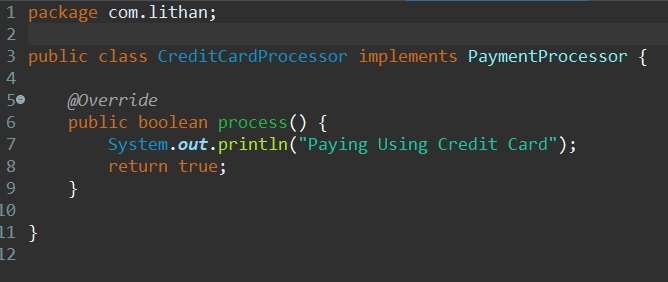 1 package com.lithan;
2
3 public class CreditCardProcessor implements PaymentProcessor {
4
5     @Override
6     public boolean process() {
7         System.out.println("Paying Using Credit Card");
8         return true;
9     }
10
11 }
12